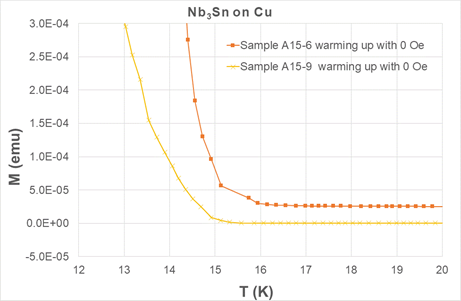 Nb₃Sn on Cu
3.0E-04
2.5E-04
2.0E-04
1.5E-04
1.0E-04
5.0E-05
0.0E+00
-5.0E-05
M (emu)
Sample A15-6 warming up with 0 Oe
Sample A15-9 warming up with 0 Oe
12 13 14 15 16 17 18 19 20
T (K)